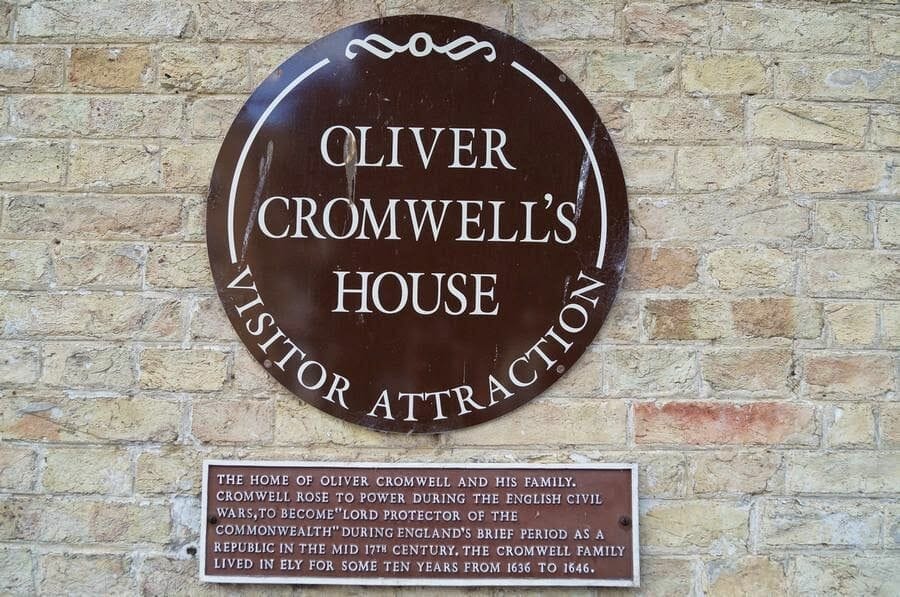 OLIVER
CROMWELL'S
HOUSE
VISITOR ATTRACTION
THE HOME OF OLIVER CROMWELL AND HIS FAMILY.
CROMWELL ROSE TO POWER DURING THE ENGLISH CIVIL
WARS, TO BECOME "LORD PROTECTOR OF THE
COMMONWEALTH" DURING ENGLAND'S BRIEF PERIOD AS A
REPUBLIC IN THE MID 17TH CENTURY. THE CROMWELL FAMILY
LIVED IN ELY FOR SOME TEN YEARS FROM 1636 TO 1646.